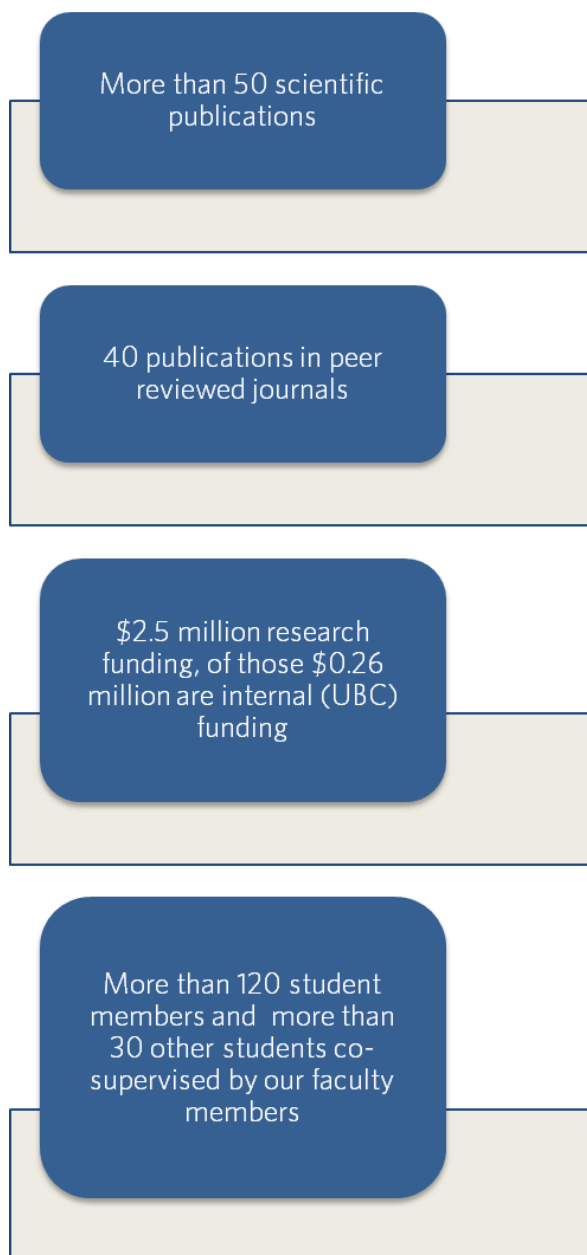 More than 50 scientific
publications
40 publications in peer
reviewed journals
$2.5 million research
funding, of those $0.26
million are internal (UBC)
funding
More than 120 student
members and  more than
30 other students co-
supervised by our faculty
members